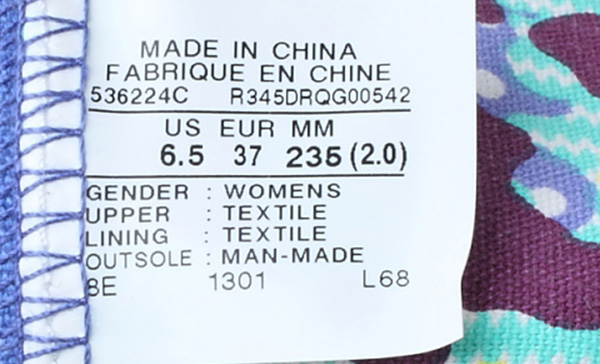 MADE IN CHINA
FABRIQUE EN CHINE
536224C R345DRQG00542
US EUR MM
6.5 37 235 (2.0)
GENDER : WOMENS
UPPER : TEXTILE
LINING : TEXTILE
OUTSOLE : MAN-MADE
8E 1301 L68